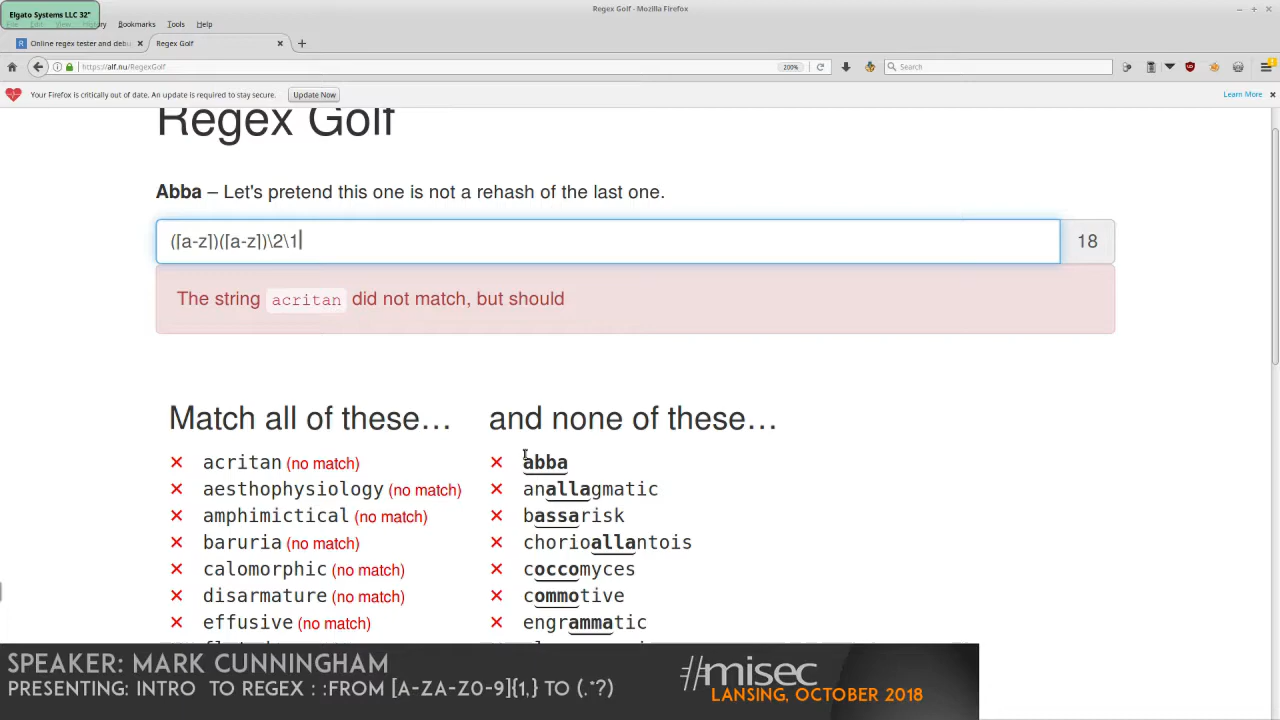 Elgato Systems LLC 32"
Regex Golf - Mozilla Firefox
File Edit View History Bookmarks Tools Help
Online regex tester and debu
Regex Golf
https://alf.nu/RegexGolf
200%
Search
Your Firefox is critically out of date. An update is required to stay secure.
Update Now
Learn More
Regex Golf
Abba – Let's pretend this one is not a rehash of the last one.
([a-z])([a-z])\2\1
18
The string acritan did not match, but should
Match all of these…
and none of these…
acritan (no match)
abba
aesthophysiology (no match)
anallagmatic
amphimictical (no match)
bassarisk
baruria (no match)
chorioallantois
calomorphic (no match)
coccomyces
disarmature (no match)
commotive
effusive (no match)
engrammatic
SPEAKER: MARK CUNNINGHAM
PRESENTING: INTRO TO REGEX : :FROM [A-ZA-Z0-9]{1,} TO (.*?)
#misec
LANSING, OCTOBER 2018